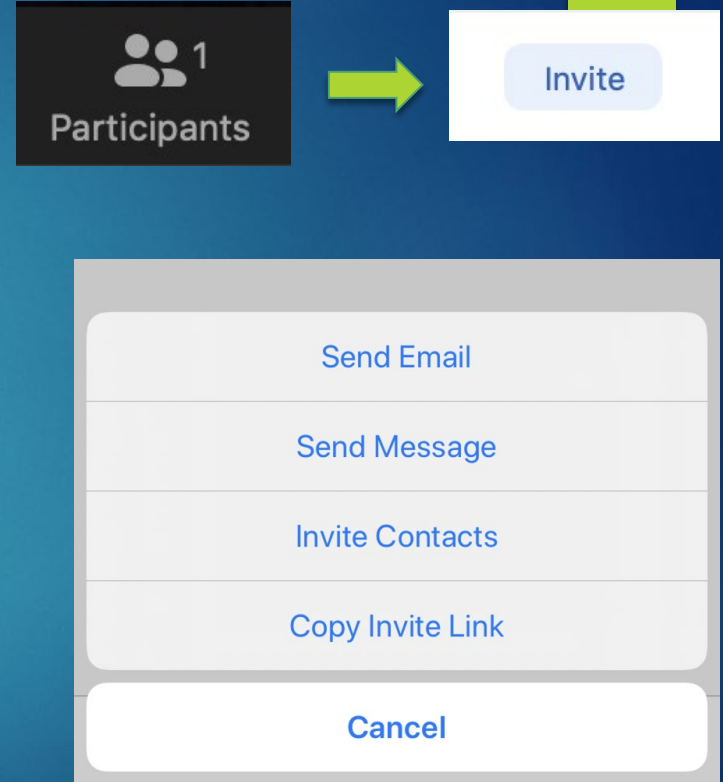 1
Participants
Invite
Send Email
Send Message
Invite Contacts
Copy Invite Link
Cancel